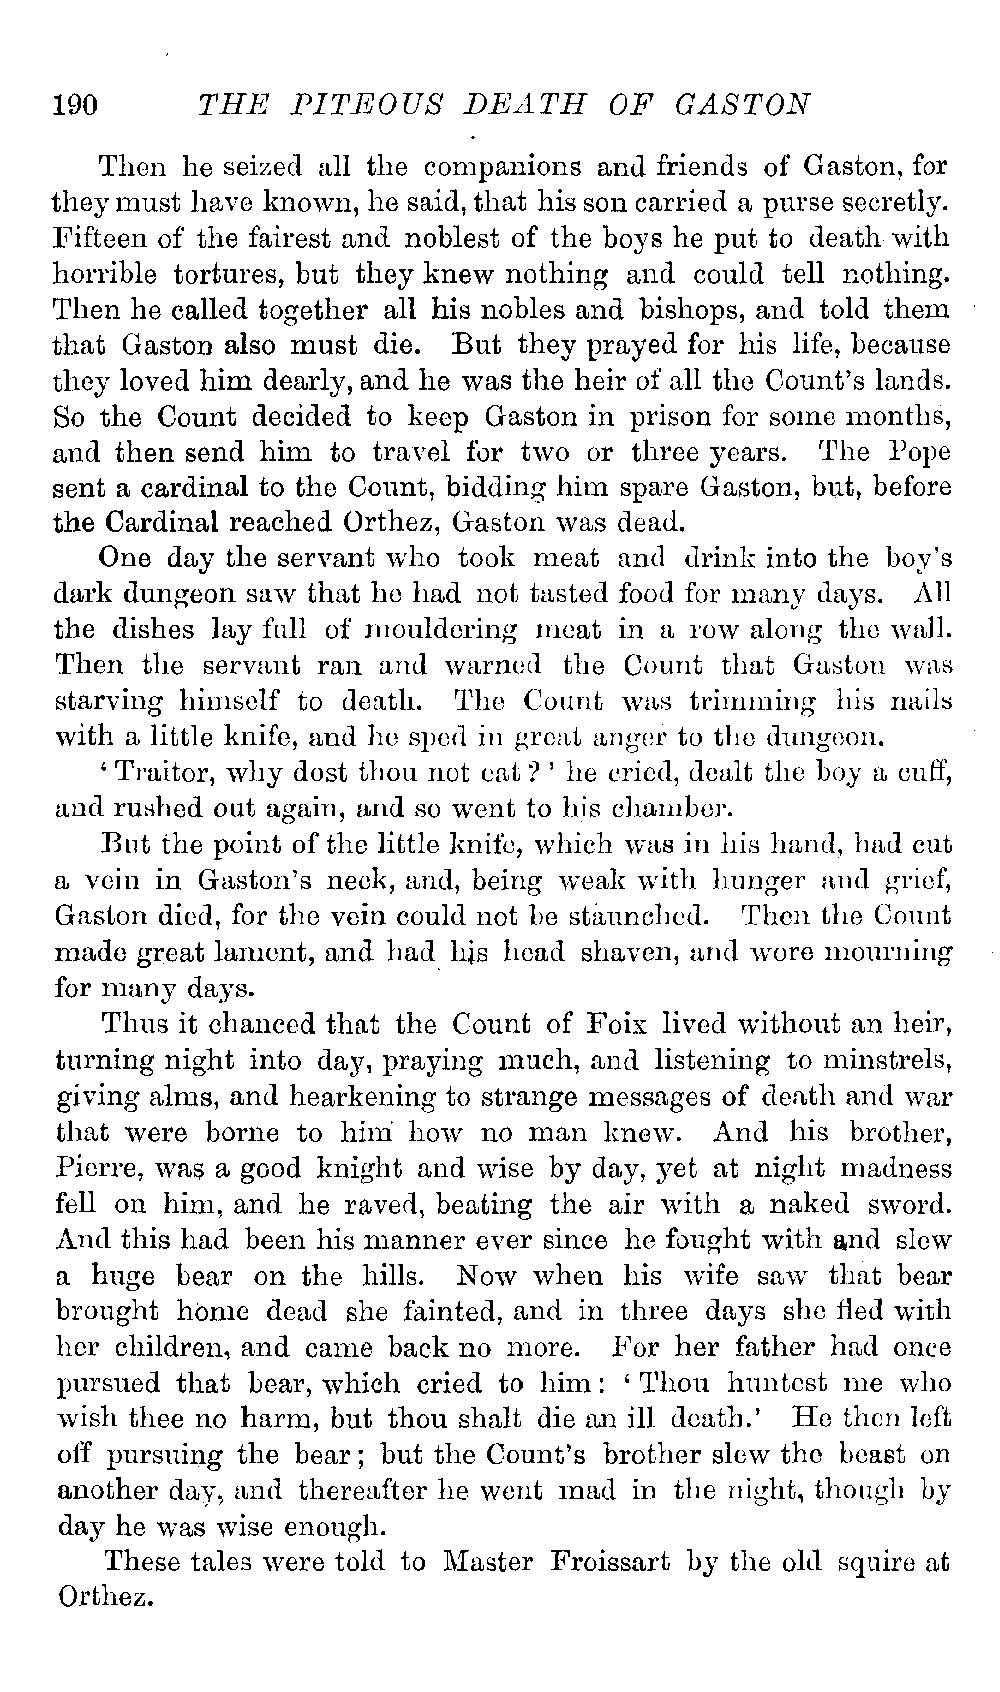 190 THE PITEOUS DEATH OF GASTON
Then he seized all the companions and friends of Gaston, for
they must have known, he said, that his son carried a purse secretly.
Fifteen of the fairest and noblest of the boys he put to death with
horrible tortures, but they knew nothing and could tell nothing.
Then he called together all his nobles and bishops, and told them
that Gaston also must die. But they prayed for his life, because
they loved him dearly, and he was the heir of all the Count's lands.
So the Count decided to keep Gaston in prison for some months,
and then send him to travel for two or three years. The Pope
sent a cardinal to the Count, bidding him spare Gaston, but, before
the Cardinal reached Orthez, Gaston was dead.
One day the servant who took meat and drink into the boy's
dark dungeon saw that he had not tasted food for many days. All
the dishes lay full of mouldering meat in a row along the wall.
Then the servant ran and warned the Count that Gaston was
starving himself to death. The Count was trimming his nails
with a little knife, and he sped in great anger to the dungeon.
'Traitor, why dost thou not eat?' he cried, dealt the boy a cuff,
and rushed out again, and so went to his chamber.
But the point of the little knife, which was in his hand, had cut
a vein in Gaston's neck, and, being weak with hunger and grief,
Gaston died, for the vein could not be staunched. Then the Count
made great lament, and had his head shaven, and wore mourning
for many days.
Thus it chanced that the Count of Foix lived without an heir,
turning night into day, praying much, and listening to minstrels,
giving alms, and hearkening to strange messages of death and war
that were borne to him how no man knew. And his brother,
Pierre, was a good knight and wise by day, yet at night madness
fell on him, and he raved, beating the air with a naked sword.
And this had been his manner ever since he fought with and slew
a huge bear on the hills. Now when his wife saw that bear
brought home dead she fainted, and in three days she fled with
her children, and came back no more. For her father had once
pursued that bear, which cried to him: 'Thou huntest me who
wish thee no harm, but thou shalt die an ill death.' He then left
off pursuing the bear; but the Count's brother slew the beast on
another day, and thereafter he went mad in the night, though by
day he was wise enough.
These tales were told to Master Froissart by the old squire at
Orthez.